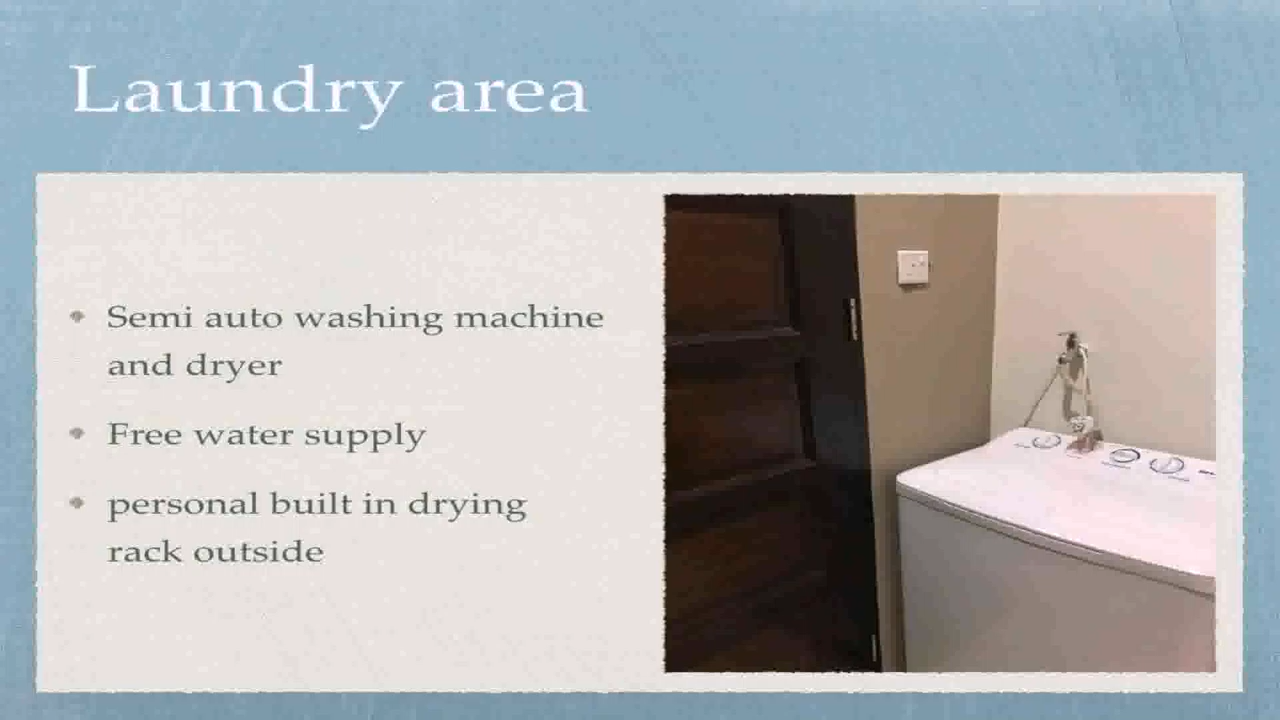 Laundry area
Semi auto washing machine
and dryer
Free water supply
personal built in drying
rack outside